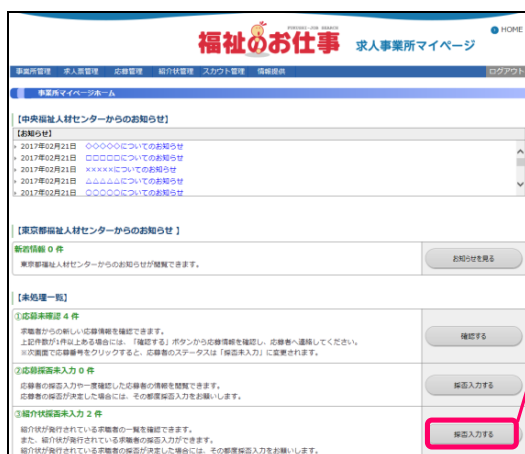 FUKUSHI-JOB SEARCH
福祉のお仕事 求人事業所マイページ
HOME
事業所管理 求人票管理 応募管理 紹介状管理 スカウト管理 情報提供 ログアウト
事業所マイページホーム
【中央福祉人材センターからのお知らせ】
【お知らせ】
2017年02月21日 ◇◇◇◇◇についてのお知らせ
2017年02月21日 □□□□□についてのお知らせ
2017年02月21日 ×××××についてのお知らせ
2017年02月21日 △△△△△についてのお知らせ
2017年02月21日 ○○○○○についてのお知らせ
【東京都福祉人材センターからのお知らせ 】
新着情報 0 件
東京都福祉人材センターからのお知らせが閲覧できます。
お知らせを見る
【未処理一覧】
①応募未確認 4 件
求職者からの新しい応募情報を確認できます。
上記件数が1件以上ある場合には、「確認する」ボタンから応募情報を確認し、応募者へ連絡してください。
※次画面で応募番号をクリックすると、応募者のステータスは「採否未入力」に変更されます。
確認する
②応募採否未入力 0 件
応募者の採否入力や一度確認した応募者の情報を閲覧できます。
応募者の採否が決定した場合には、その都度採否入力をお願いします。
採否入力する
③紹介状採否未入力 2 件
紹介状が発行されている求職者の一覧を確認できます。
また、紹介状が発行されている求職者の採否入力ができます。
紹介状が発行されている求職者の採否が決定した場合には、その都度採否入力をお願いします。
採否入力する